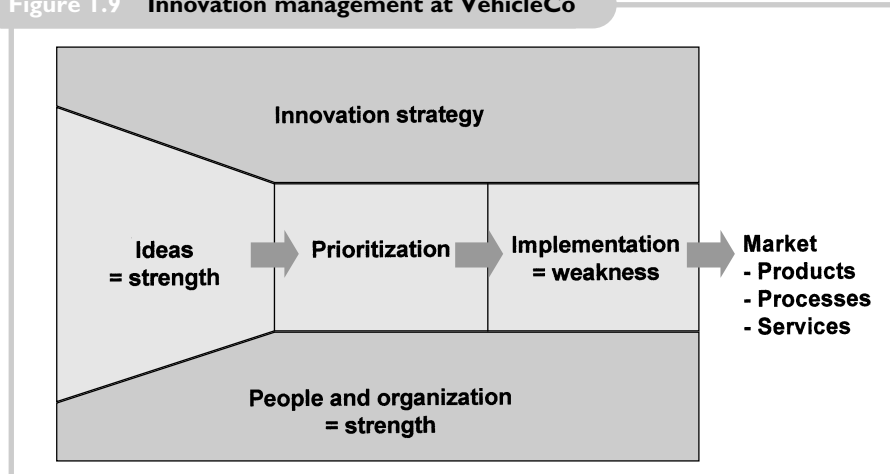 Figure 1.9 Innovation management at VehicleCo
Innovation strategy
Ideas
= strength
Prioritization
Implementation
= weakness
Market
- Products
- Processes
- Services
People and organization
= strength